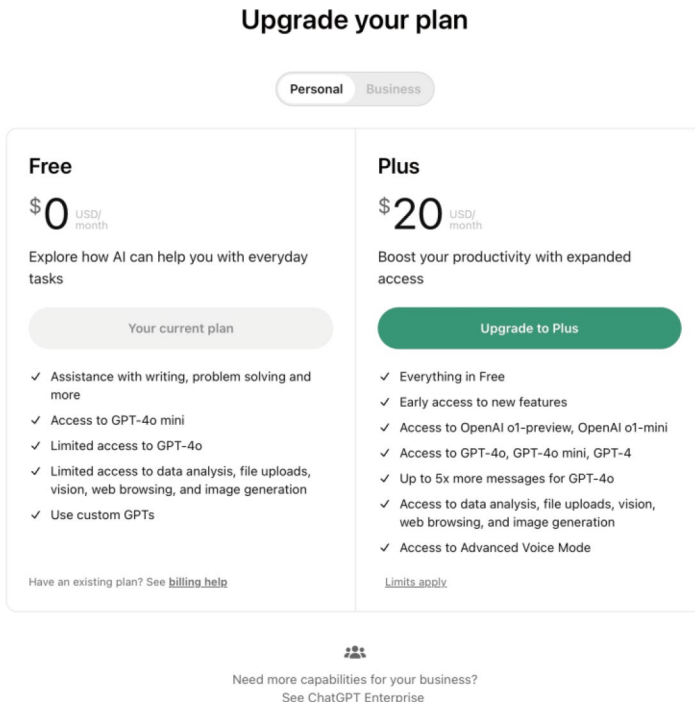 Upgrade your plan
Personal
Business
Free
$0 USD/
month
Explore how AI can help you with everyday
tasks
Your current plan
Assistance with writing, problem solving and
more
Access to GPT-4o mini
Limited access to GPT-4o
Limited access to data analysis, file uploads,
vision, web browsing, and image generation
Use custom GPTs
Have an existing plan? See billing help
Plus
$20 USD/
month
Boost your productivity with expanded
access
Upgrade to Plus
Everything in Free
Early access to new features
Access to OpenAI o1-preview, OpenAI o1-mini
Access to GPT-4o, GPT-4o mini, GPT-4
Up to 5x more messages for GPT-4o
Access to data analysis, file uploads, vision,
web browsing, and image generation
Access to Advanced Voice Mode
Limits apply
Need more capabilities for your business?
See ChatGPT Enterprise